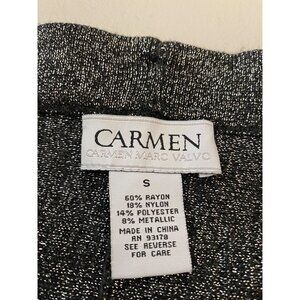 CARMEN
CARMEN MARC VALVO
S
60% RAYON
18% NYLON
14% POLYESTER
8% METALLIC
MADE IN CHINA
RN 93170
SEE REVERSE
FOR CARE